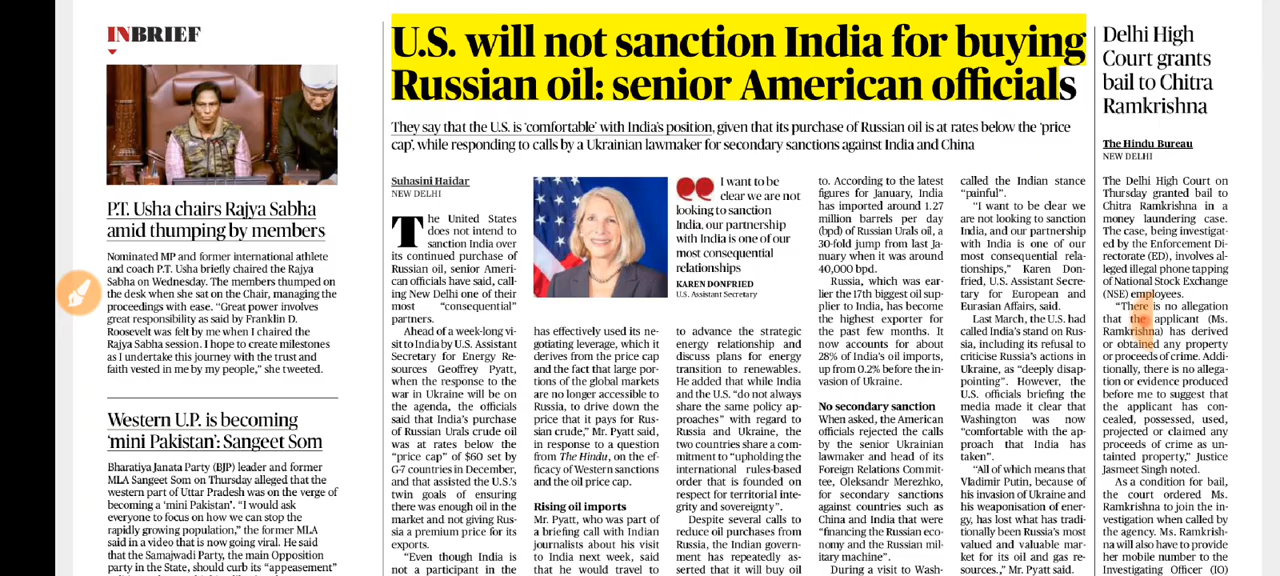 INBRIEF
P.T. Usha chairs Rajya Sabha
amid thumping by members
Nominated MP and former international athlete
and coach P.T. Usha briefly chaired the Rajya
Sabha on Wednesday. The members thumped on
the desk when she sat on the Chair, managing the
proceedings with ease. “Great power involves
great responsibility as said by Franklin D.
Roosevelt was felt by me when I chaired the
Rajya Sabha session. I hope to create milestones
as I undertake this journey with the trust and
faith vested in me by my people,” she tweeted.
Western U.P. is becoming
‘mini Pakistan’: Sangeet Som
Bharatiya Janata Party (BJP) leader and former
MLA Sangeet Som on Thursday alleged that the
western part of Uttar Pradesh was on the verge of
becoming a ‘mini Pakistan’. “I would ask
everyone to focus on how we can stop the
rapidly growing population,” the former MLA
said in a video that is now going viral. He said
that the Samajwadi Party, the main Opposition
party in the State, should curb its “appeasement”
U.S. will not sanction India for buying
Russian oil: senior American officials
They say that the U.S. is ‘comfortable’ with India’s position, given that its purchase of Russian oil is at rates below the ‘price
cap’, while responding to calls by a Ukrainian lawmaker for secondary sanctions against India and China
Suhasini Haidar
NEW DELHI
The United States
does not intend to
sanction India over
its continued purchase of
Russian oil, senior Ameri-
can officials have said, call-
ing New Delhi one of their
most “consequential”
partners.
Ahead of a week-long vi-
sit to India by U.S. Assistant
Secretary for Energy Re-
sources Geoffrey Pyatt,
when the response to the
war in Ukraine will be on
the agenda, the officials
said that India’s purchase
of Russian Urals crude oil
was at rates below the
“price cap” of $60 set by
G-7 countries in December,
and that assisted the U.S.’s
twin goals of ensuring
there was enough oil in the
market and not giving Rus-
sia a premium price for its
exports.
“Even though India is
not a participant in the
I want to be
clear we are not
looking to sanction
India, our partnership
with India is one of our
most consequential
relationships
KAREN DONFRIED
U.S. Assistant Secretary
has effectively used its ne-
gotiating leverage, which it
derives from the price cap
and the fact that large por-
tions of the global markets
are no longer accessible to
Russia, to drive down the
price that it pays for Rus-
sian crude,” Mr. Pyatt said,
in response to a question
from The Hindu, on the ef-
ficacy of Western sanctions
and the oil price cap.
Rising oil imports
Mr. Pyatt, who was part of
a briefing call with Indian
journalists about his visit
to India next week, said
that he would travel to
to advance the strategic
energy relationship and
discuss plans for energy
transition to renewables.
He added that while India
and the U.S. “do not always
share the same policy ap-
proaches” with regard to
Russia and Ukraine, the
two countries share a com-
mitment to “upholding the
international rules-based
order that is founded on
respect for territorial inte-
grity and sovereignty”.
Despite several calls to
reduce oil purchases from
Russia, the Indian govern-
ment has repeatedly as-
serted that it will buy oil
to. According to the latest
figures for January, India
has imported around 1.27
million barrels per day
(bpd) of Russian Urals oil,
a 30-fold jump from last Ja-
nuary when it was around
40,000 bpd.
Russia, which was ear-
lier the 17th biggest oil sup-
plier to India, has become
the highest exporter for
the past few months. It
now accounts for about
28% of India’s oil imports,
up from 0.2% before the in-
vasion of Ukraine.
No secondary sanction
When asked, the American
officials rejected the calls
by the senior Ukrainian
lawmaker and head of its
Foreign Relations Commit-
tee, Oleksandr Merezhko,
for secondary sanctions
against countries such as
China and India that were
“financing the Russian eco-
nomy and the Russian mil-
itary machine”.
During a visit to Wash-
called the Indian stance
“painful”.
“I want to be clear we
are not looking to sanction
India, and our partnership
with India is one of our
most consequential rela-
tionships,” Karen Don-
fried, U.S. Assistant Secre-
tary for European and
Eurasian Affairs, said.
Last March, the U.S. had
called India’s stand on Rus-
sia, including its refusal to
criticise Russia’s actions in
Ukraine, as “deeply disap-
pointing”. However, the
U.S. officials briefing the
media made it clear that
Washington was now
“comfortable with the ap-
proach that India has
taken”.
“All of which means that
Vladimir Putin, because of
his invasion of Ukraine and
his weaponisation of ener-
gy, has lost what has tradi-
tionally been Russia’s most
valued and valuable mar-
ket for its oil and gas re-
sources.,” Mr. Pyatt said.
Delhi High
Court grants
bail to Chitra
Ramkrishna
The Hindu Bureau
NEW DELHI
The Delhi High Court on
Thursday granted bail to
Chitra Ramkrishna in a
money laundering case.
The case, being investigat-
ed by the Enforcement Di-
rectorate (ED), involves al-
leged illegal phone tapping
of National Stock Exchange
(NSE) employees.
“There is no allegation
that the applicant (Ms.
Ramkrishna) has derived
or obtained any property
or proceeds of crime. Addi-
tionally, there is no allega-
tion or evidence produced
before me to suggest that
the applicant has con-
cealed, possessed, used,
projected or claimed any
proceeds of crime as un-
tainted property,” Justice
Jasmeet Singh noted.
As a condition for bail,
the court ordered Ms.
Ramkrishna to join the in-
vestigation when called by
the agency. Ms. Ramkrish-
na will also have to provide
her mobile number to the
Investigating Officer (IO)